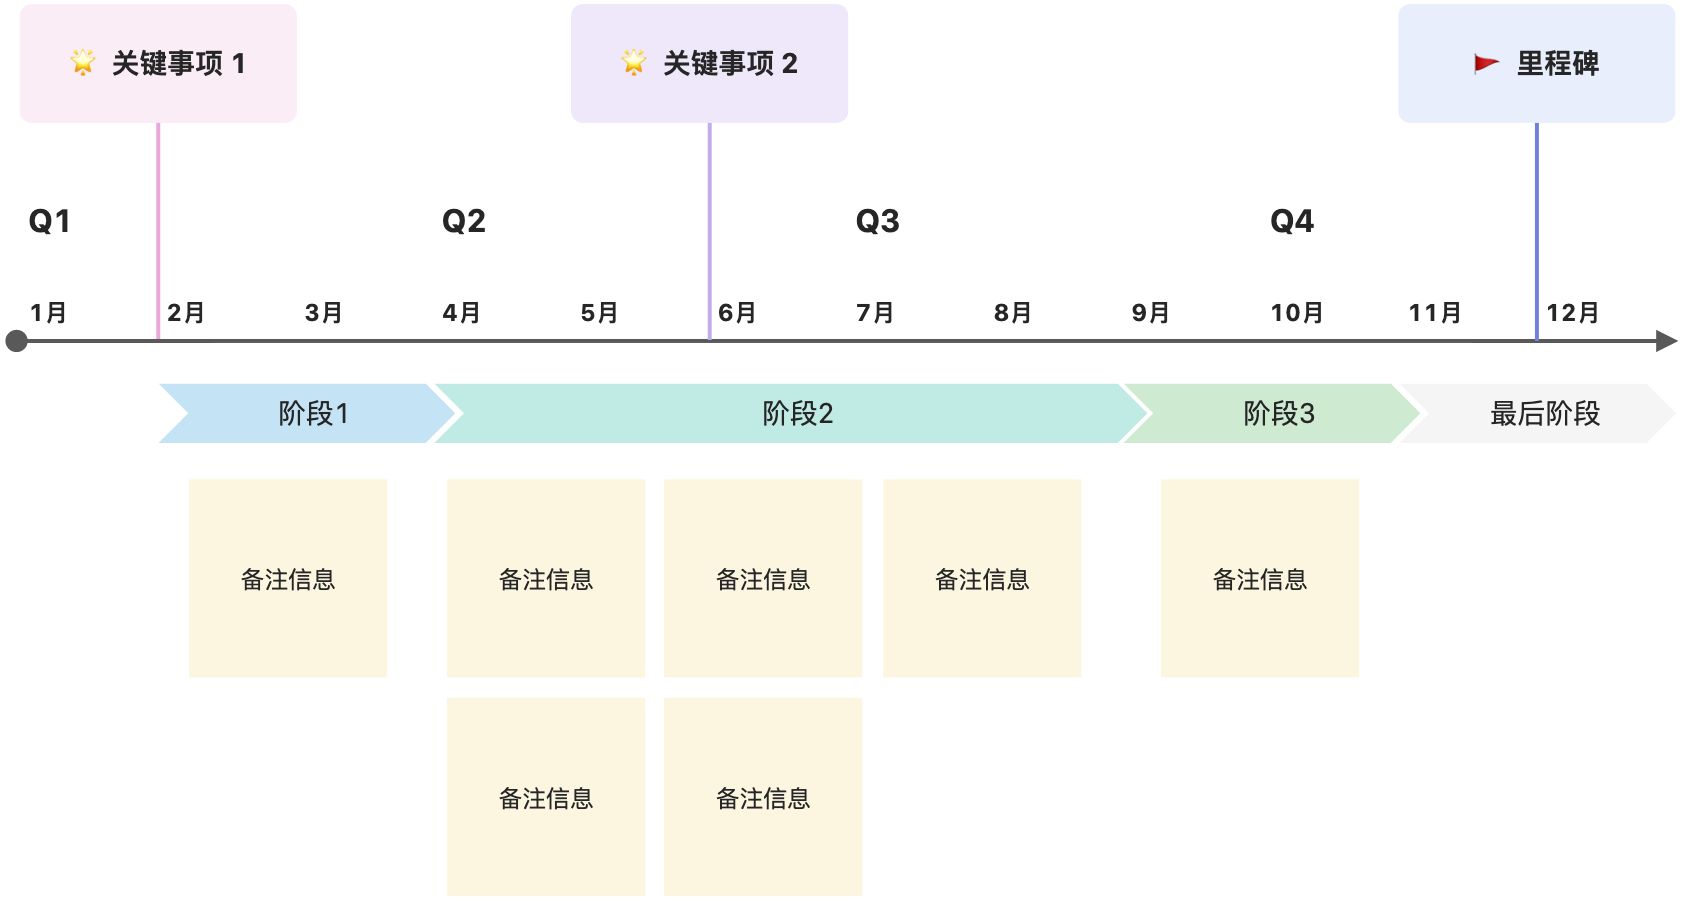 🌟 关键事项 1
🌟 关键事项 2
🚩 里程碑
Q1
Q2
Q3
Q4
1月
2月
3月
4月
5月
6月
7月
8月
9月
10月
11月
12月
阶段1
阶段2
阶段3
最后阶段
备注信息
备注信息
备注信息
备注信息
备注信息
备注信息
备注信息